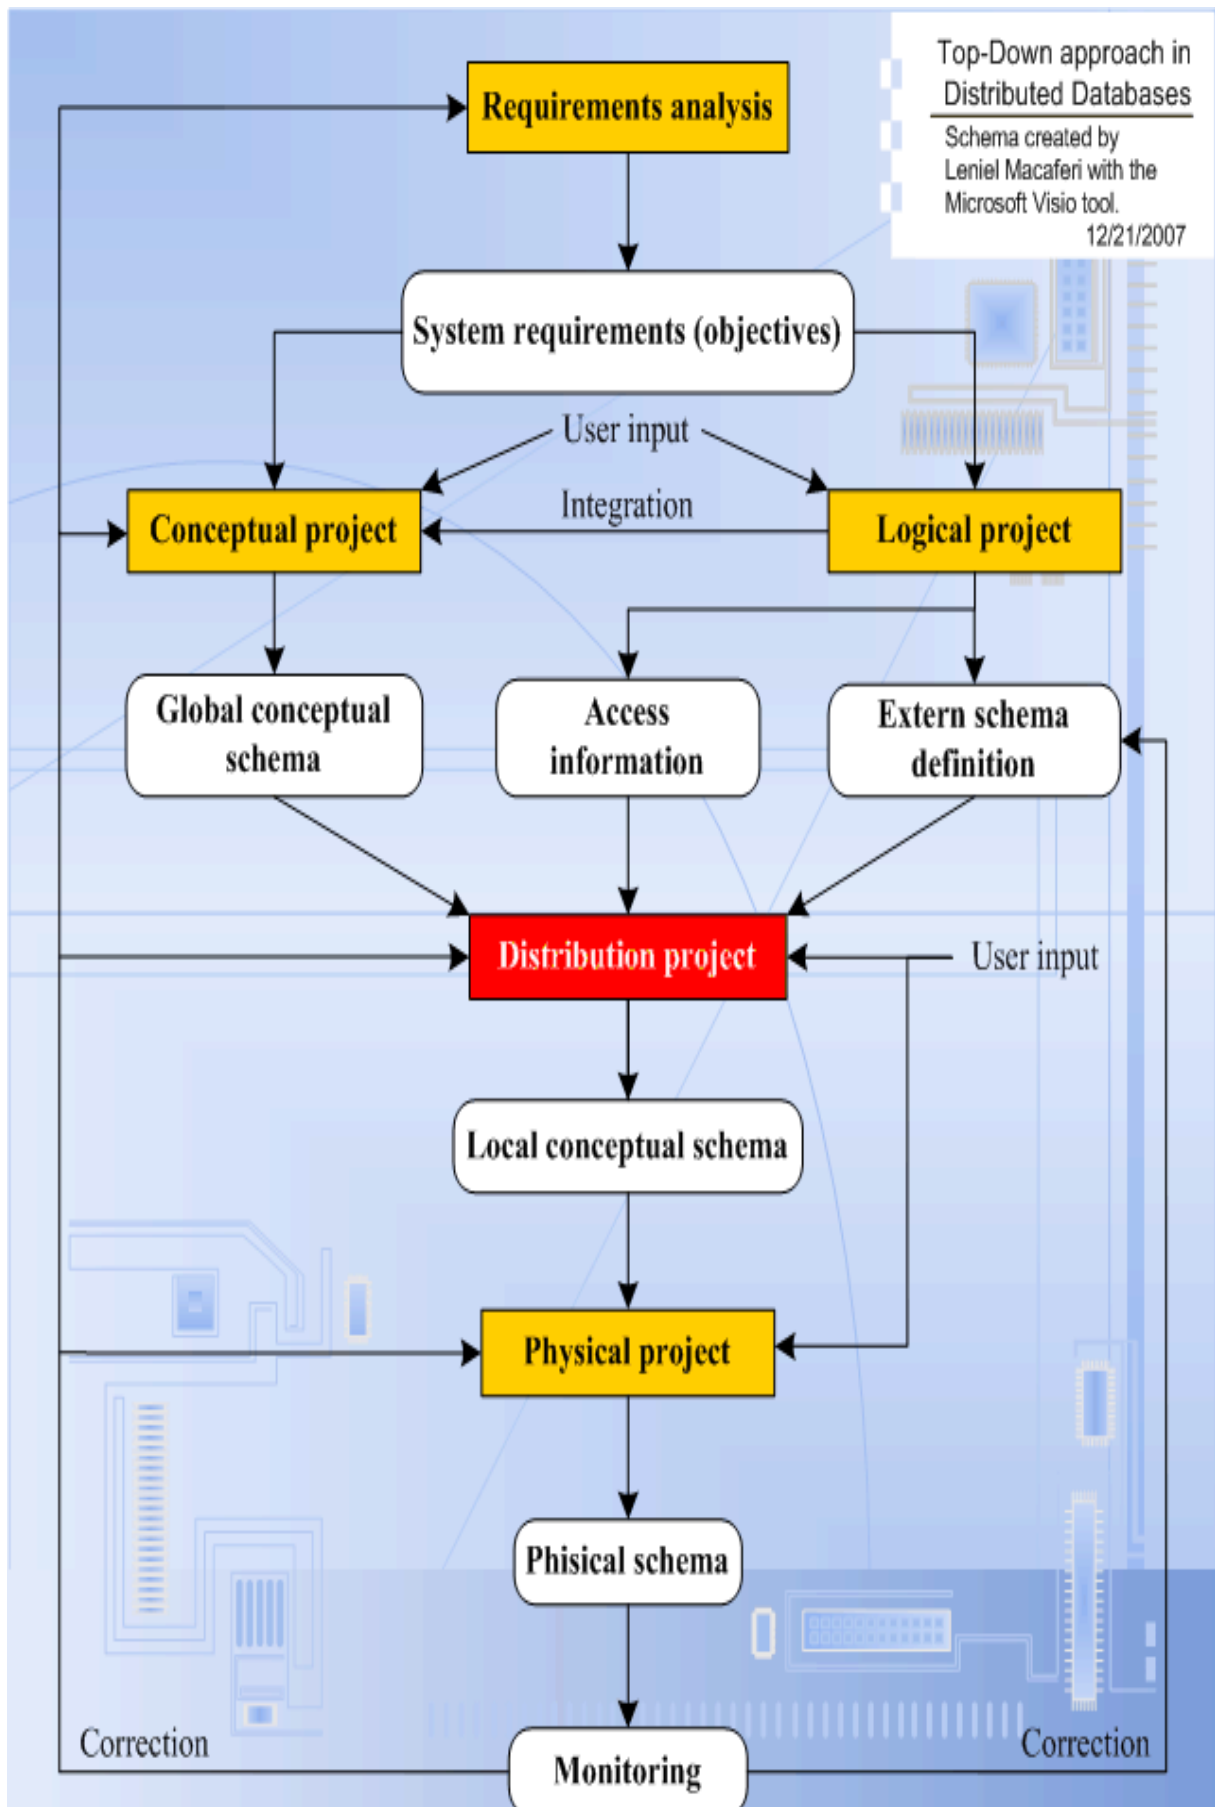 Top-Down approach in
Distributed Databases
Schema created by
Leniel Macaferi with the
Microsoft Visio tool.
12/21/2007
Requirements analysis
System requirements (objectives)
User input
Integration
Conceptual project
Logical project
Global conceptual
schema
Access
information
Extern schema
definition
Distribution project
User input
Local conceptual schema
Physical project
Phisical schema
Correction
Correction
Monitoring